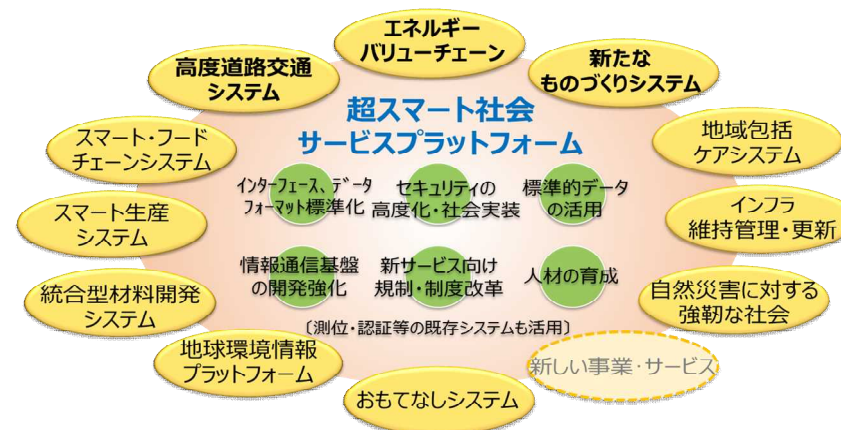 エネルギー
バリューチェーン
高度道路交通
システム
新たな
ものづくりシステム
超スマート社会
サービスプラットフォーム
スマート・フード
チェーンシステム
地域包括
ケアシステム
インターフェース、データ
フォーマット標準化
セキュリティの
高度化・社会実装
標準的データ
の活用
スマート生産
システム
インフラ
維持管理・更新
情報通信基盤
の開発強化
新サービス向け
規制・制度改革
人材の育成
統合型材料開発
システム
自然災害に対する
強靭な社会
〔測位・認証等の既存システムも活用〕
地球環境情報
プラットフォーム
新しい事業・サービス
おもてなしシステム